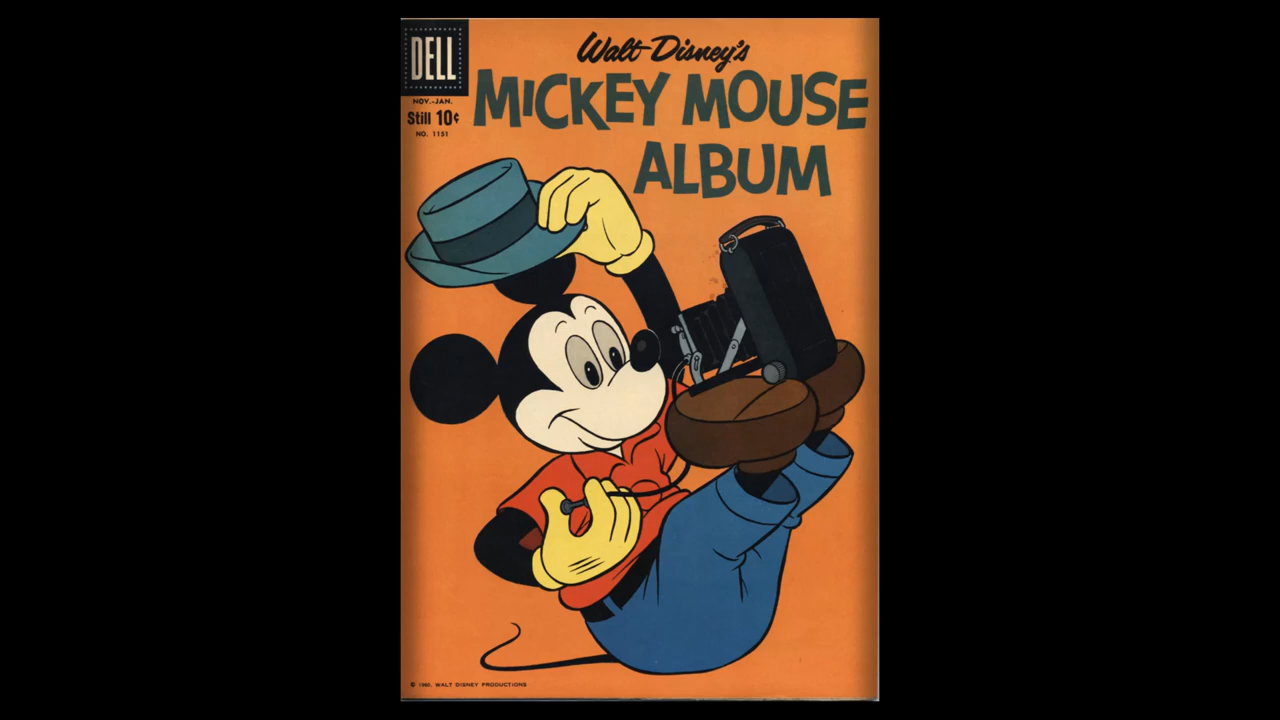 DELL
NOV.-JAN.
Still 10¢
NO. 1151
Walt Disney's
MICKEY MOUSE
ALBUM
© 1960, WALT DISNEY PRODUCTIONS